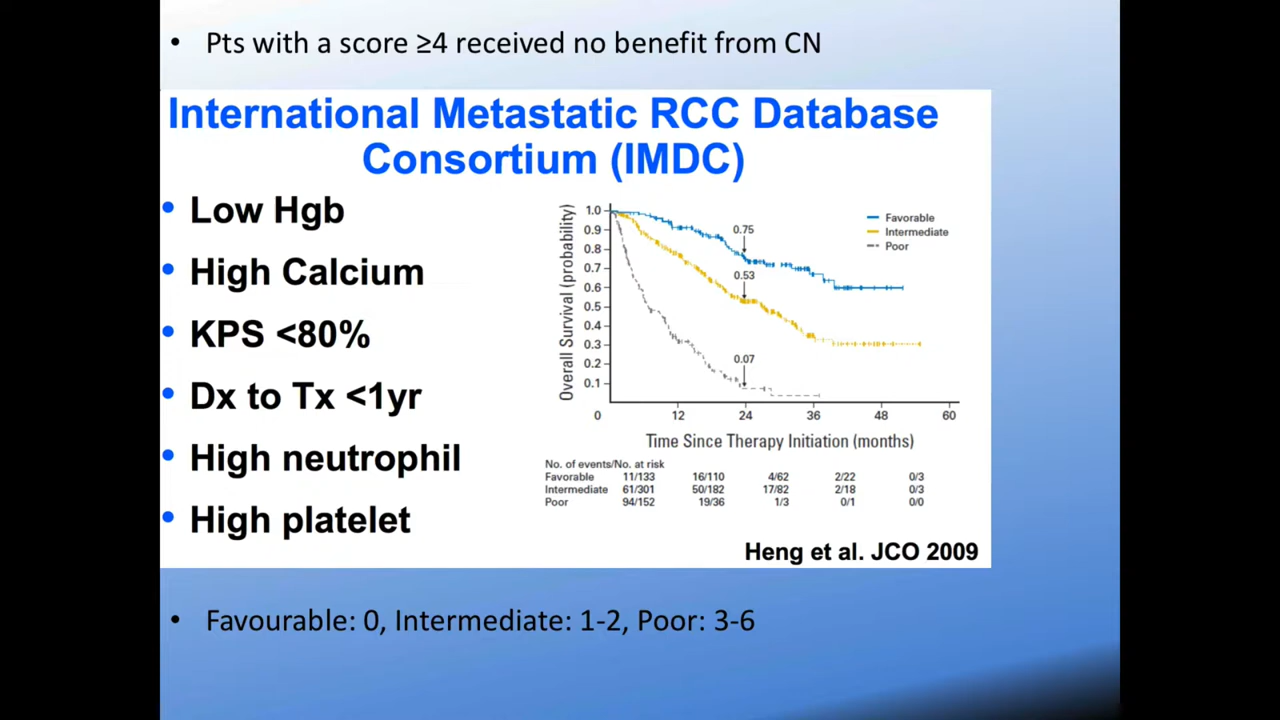 • Pts with a score ≥4 received no benefit from CN
International Metastatic RCC Database
Consortium (IMDC)
• Low Hgb
• High Calcium
• KPS <80%
• Dx to Tx <1yr
• High neutrophil
• High platelet
Overall Survival (probability)
1.0
0.9
0.8
0.7
0.6
0.5
0.4
0.3
0.2
0.1
0
12
24
36
48
60
0.75
0.53
0.07
Favorable
Intermediate
Poor
Time Since Therapy Initiation (months)
No. of events/No. at risk
Favorable 11/133 16/110 4/62 2/22 0/3
Intermediate 61/301 50/182 17/82 2/18 0/3
Poor 94/152 19/36 1/3 0/1 0/0
Heng et al. JCO 2009
• Favourable: 0, Intermediate: 1-2, Poor: 3-6